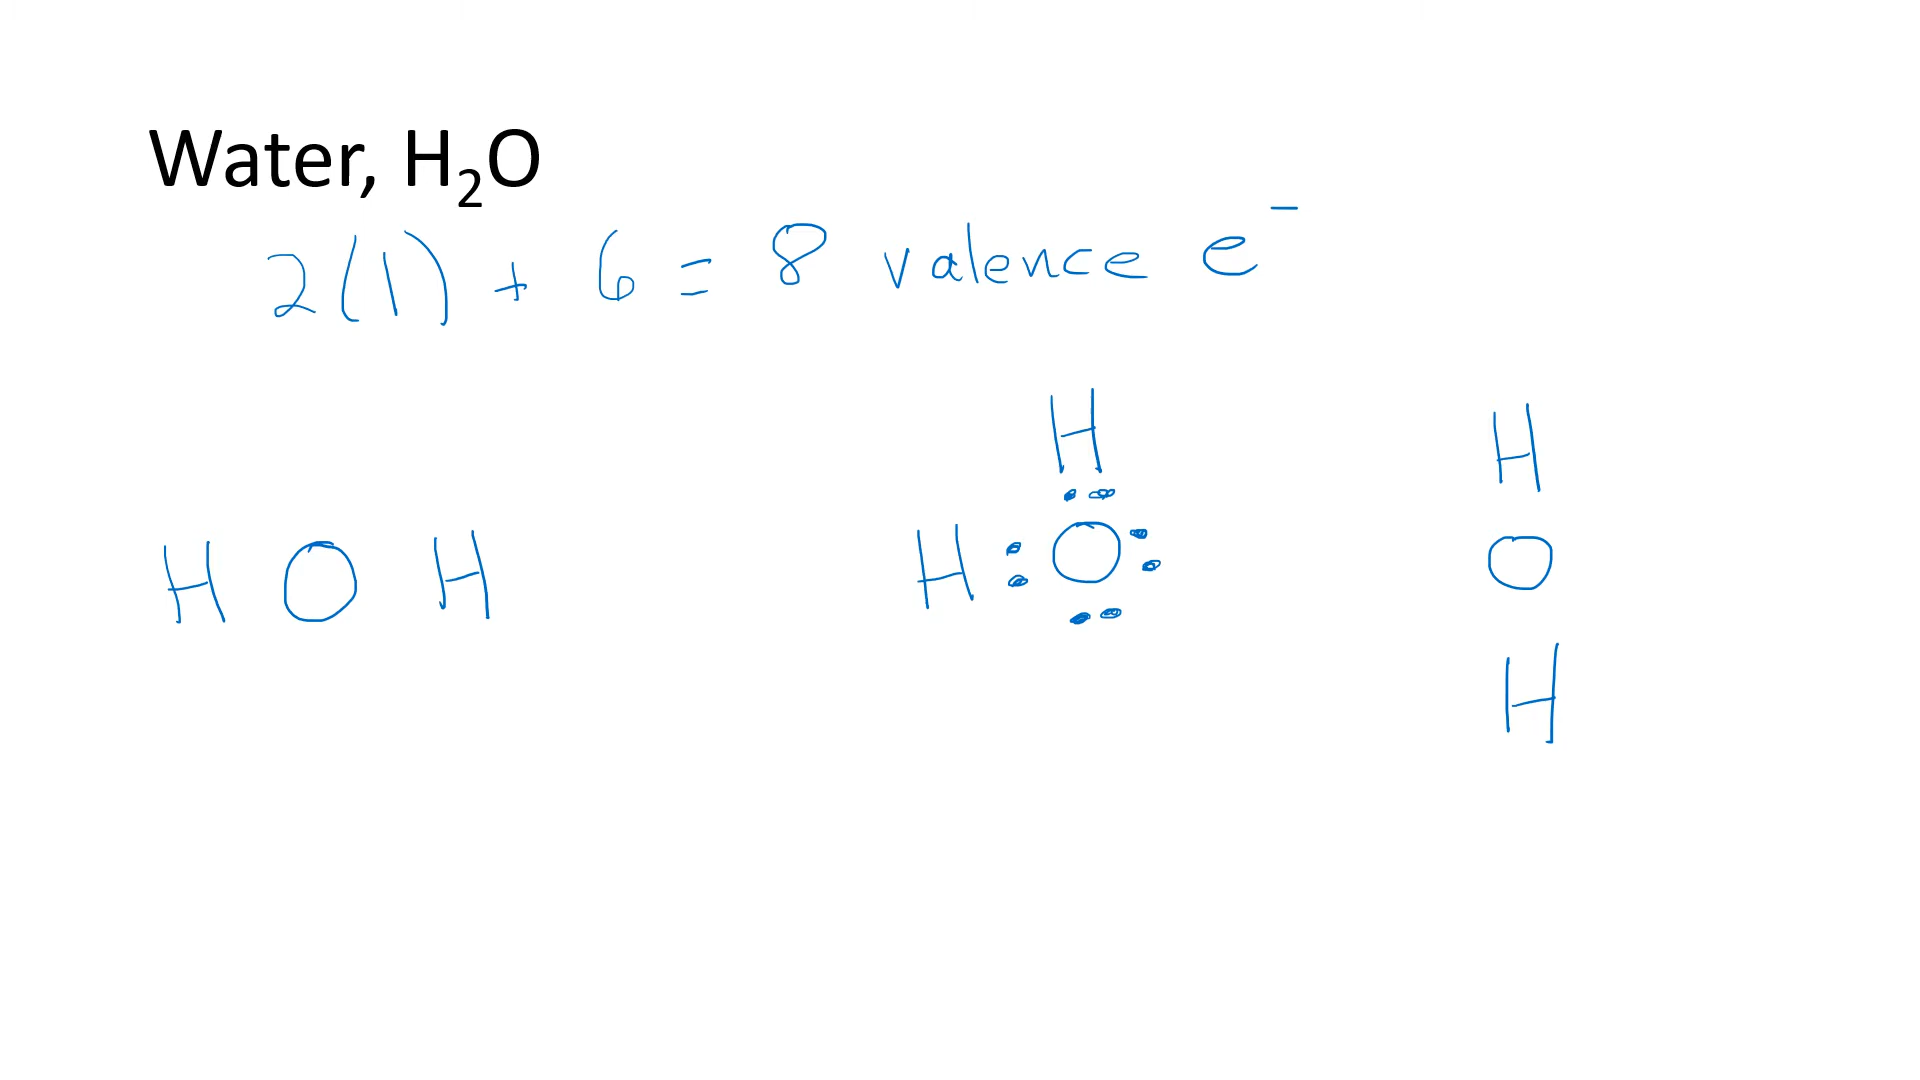 Water, H₂O
2(1) + 6 = 8 valence e⁻
H
H
H : O :
H O H
O
H